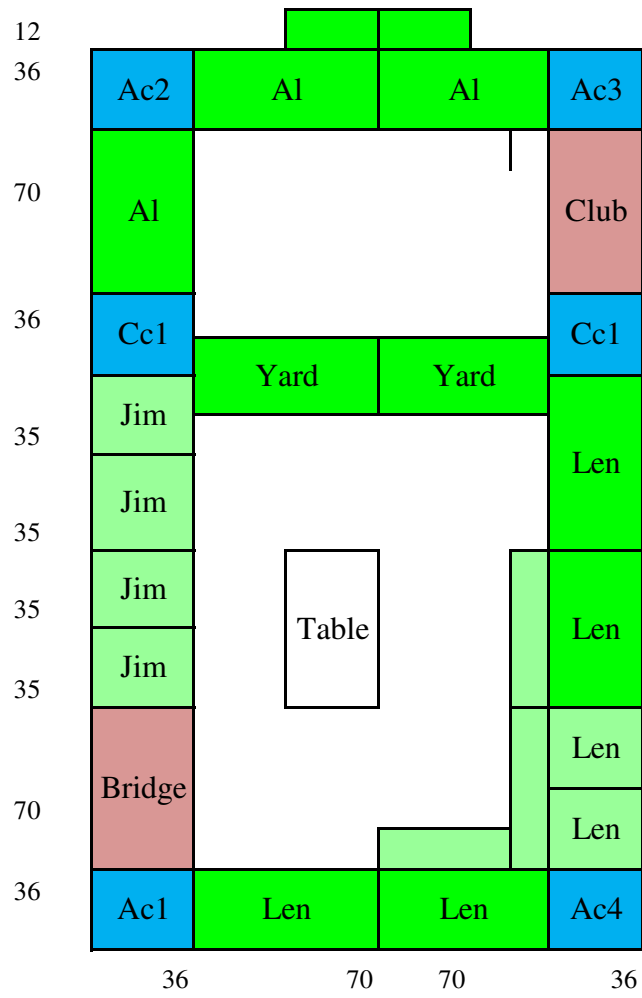 12
36
Ac2 Al Al Ac3
70
Al Club
36
Cc1 Cc1
Yard Yard
Jim
35
Len
Jim
35
Jim
35
Table Len
Jim
35
Len
Bridge
70
Len
36
Ac1 Len Len Ac4
36 70 70 36